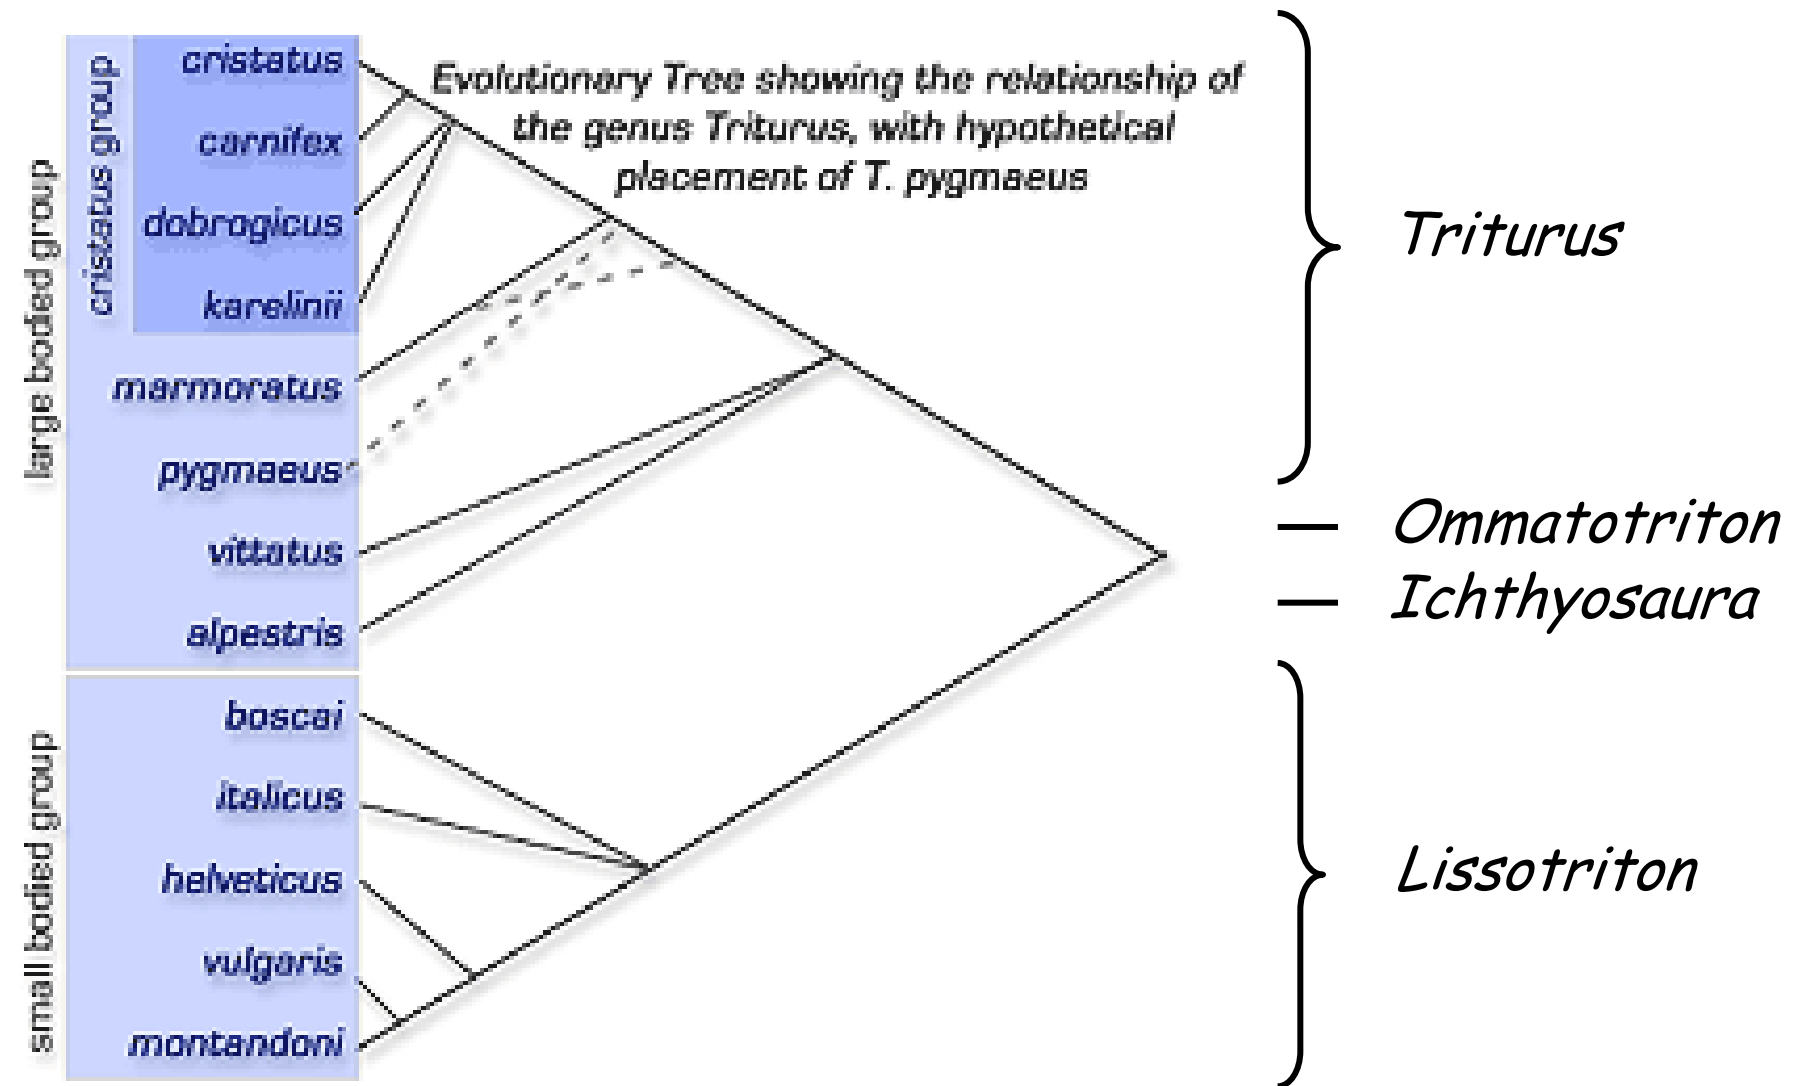 Evolutionary Tree showing the relationship of
the genus Triturus, with hypothetical
placement of T. pygmaeus
large bodied group
cristatus group
cristatus
carnifex
dobrogicus
karelinii
marmoratus
pygmaeus
vittatus
alpestris
small bodied group
boscai
italicus
helveticus
vulgaris
montandoni
Triturus
Ommatotriton
Ichthyosaura
Lissotriton